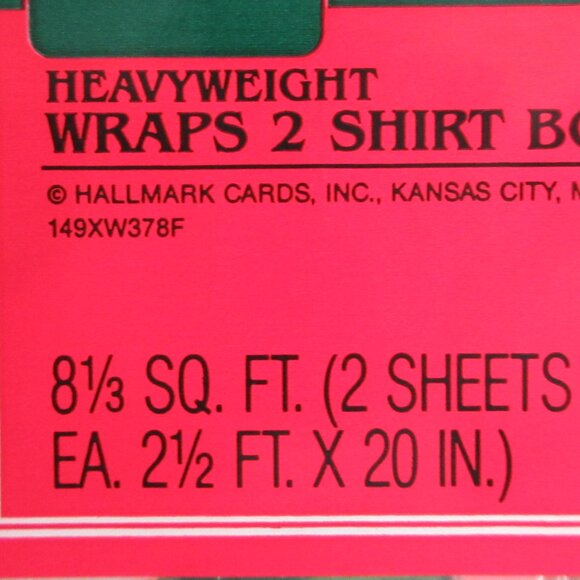 HEAVYWEIGHT
WRAPS 2 SHIRT
© HALLMARK CARDS, INC., KANSAS CITY,
149XW378F
8⅓ SQ. FT. (2 SHEETS
EA. 2½ FT. X 20 IN.)